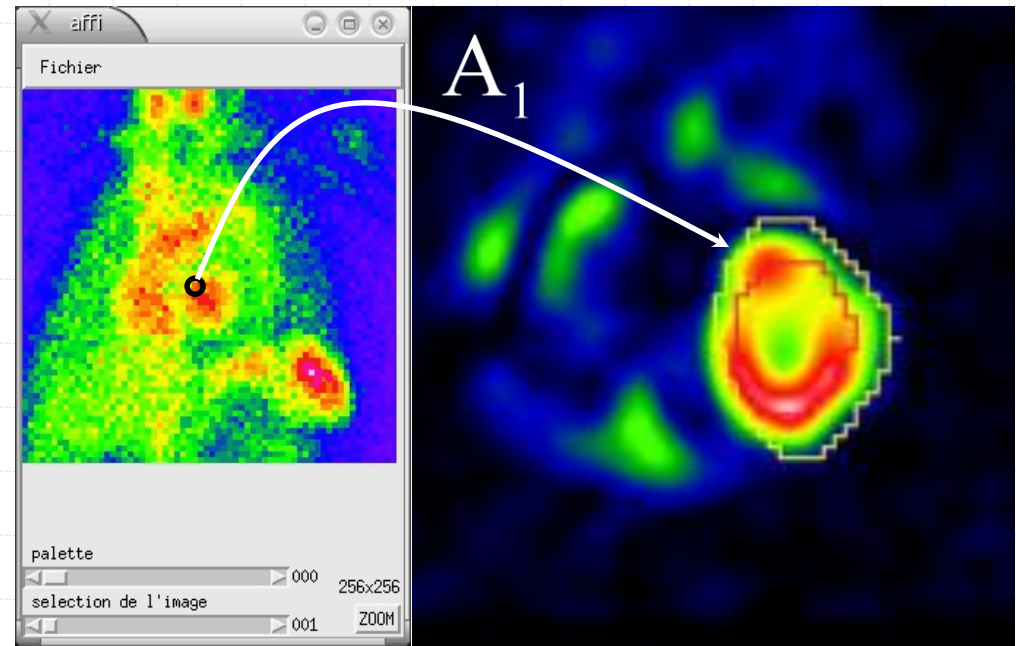 affi
Fichier
A1
palette
000
256x256
selection de l'image
001
ZOOM